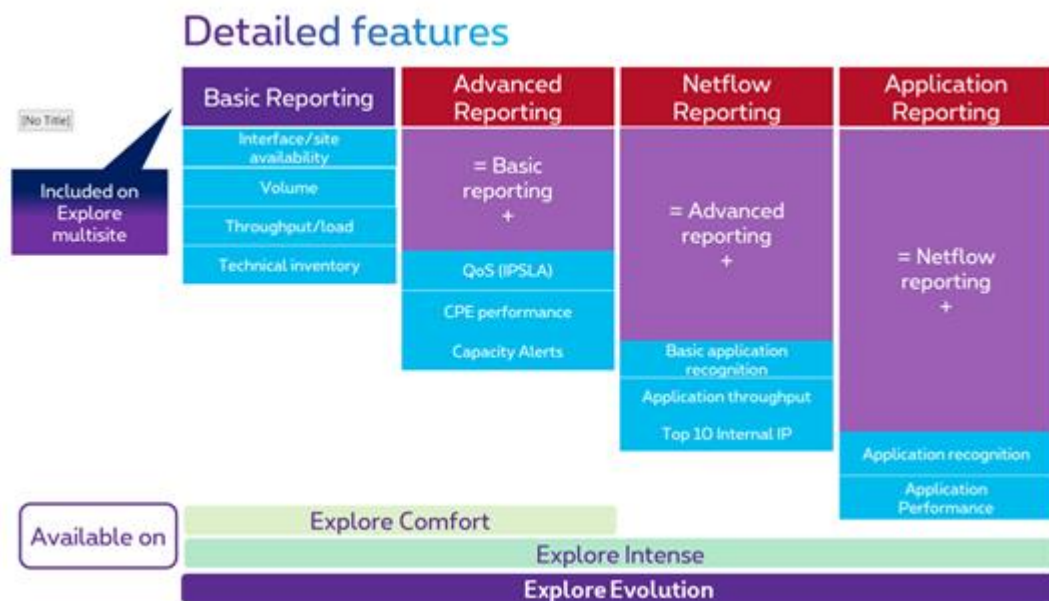 Detailed features
Basic Reporting
Advanced
Reporting
Netflow
Reporting
Application
Reporting
[No Title]
Included on
Explore
multisite
Interface/site
availability
Volume
Throughput/load
Technical inventory
= Basic
reporting
+
QoS (IPSLA)
CPE performance
Capacity Alerts
= Advanced
reporting
+
Basic application
recognition
Application throughput
Top 10 Internal IP
= Netflow
reporting
+
Application recognition
Application
Performance
Available on
Explore Comfort
Explore Intense
Explore Evolution